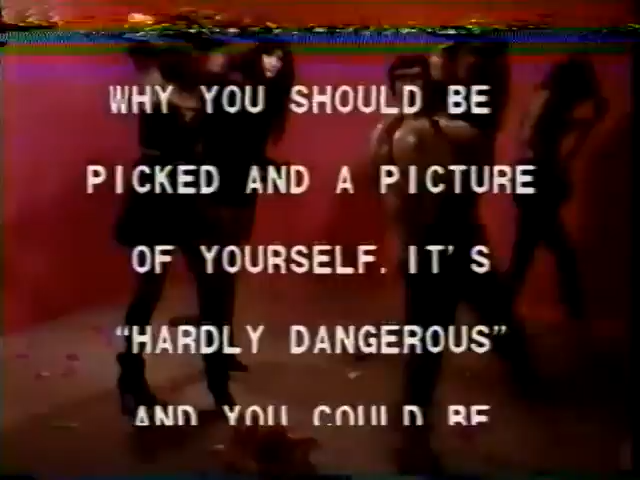 WHY YOU SHOULD BE
PICKED AND A PICTURE
OF YOURSELF. IT'S
“HARDLY DANGEROUS”
AND YOU COULD BE